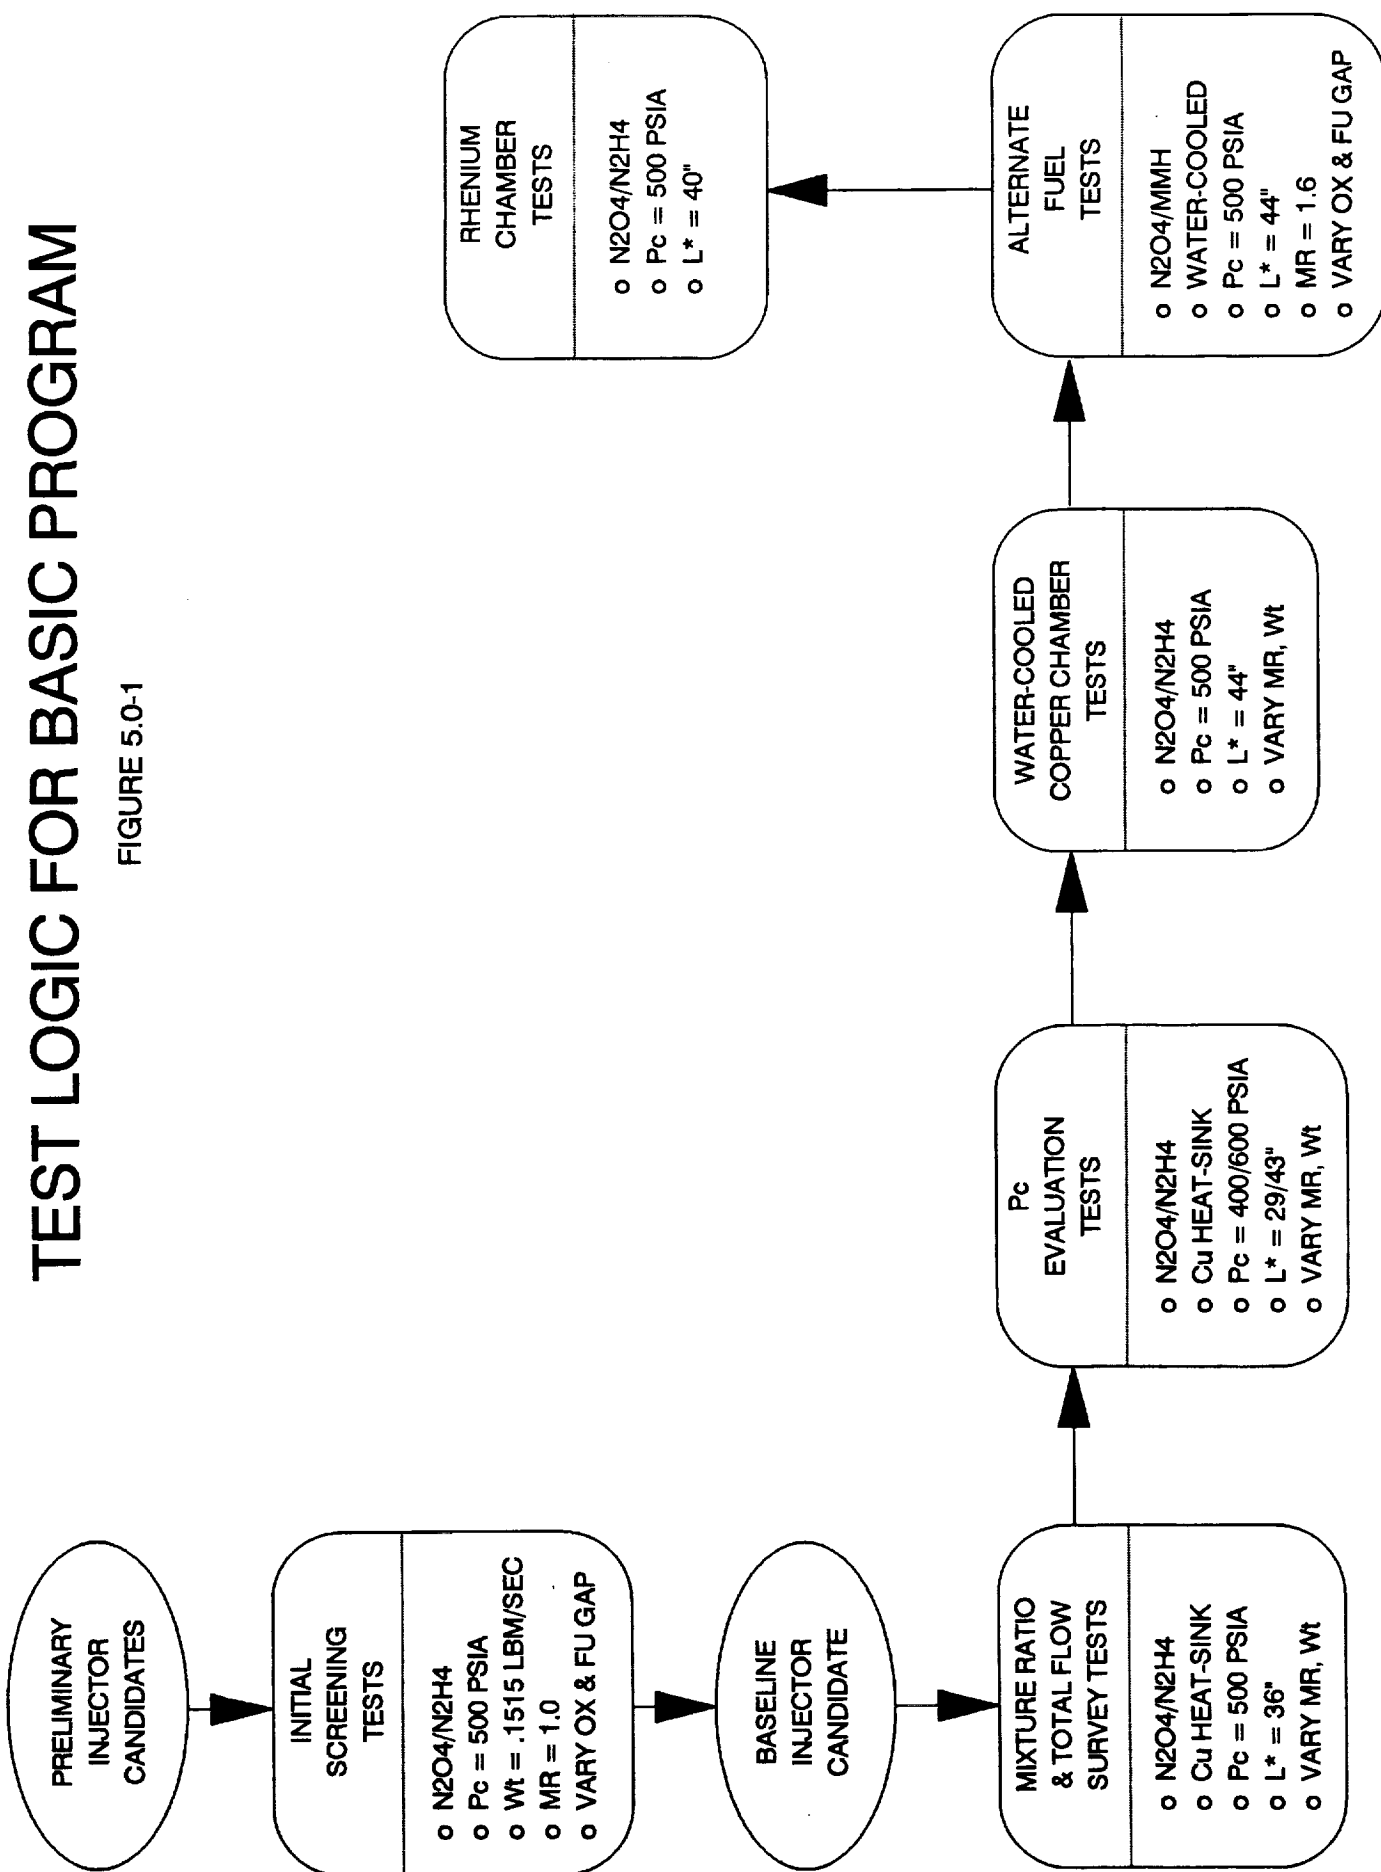 TEST LOGIC FOR BASIC PROGRAM
FIGURE 5.0-1
PRELIMINARY
INJECTOR
CANDIDATES
INITIAL
SCREENING
TESTS
o N2O4/N2H4
o Pc = 500 PSIA
o Wt = .1515 LBM/SEC
o MR = 1.0
o VARY OX & FU GAP
BASELINE
INJECTOR
CANDIDATE
MIXTURE RATIO
& TOTAL FLOW
SURVEY TESTS
o N2O4/N2H4
o Cu HEAT-SINK
o Pc = 500 PSIA
o L* = 36"
o VARY MR, Wt
Pc
EVALUATION
TESTS
o N2O4/N2H4
o Cu HEAT-SINK
o Pc = 400/600 PSIA
o L* = 29/43"
o VARY MR, Wt
WATER-COOLED
COPPER CHAMBER
TESTS
o N2O4/N2H4
o Pc = 500 PSIA
o L* = 44"
o VARY MR, Wt
ALTERNATE
FUEL
TESTS
o N2O4/MMH
o WATER-COOLED
o Pc = 500 PSIA
o L* = 44"
o MR = 1.6
o VARY OX & FU GAP
RHENIUM
CHAMBER
TESTS
o N2O4/N2H4
o Pc = 500 PSIA
o L* = 40"